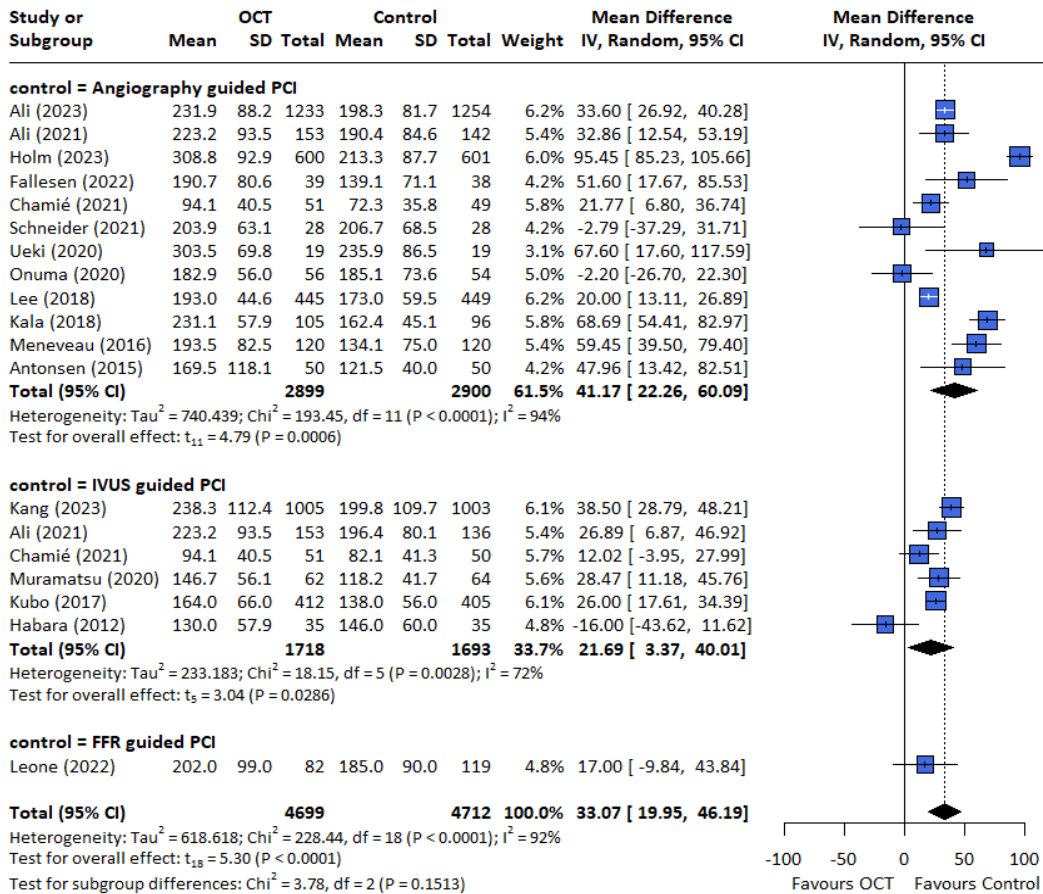 Study or OCT Control Mean Difference Mean Difference
Subgroup Mean SD Total Mean SD Total Weight IV, Random, 95% CI IV, Random, 95% CI
control = Angiography guided PCI
Ali (2023) 231.9 88.2 1233 198.3 81.7 1254 6.2% 33.60 [ 26.92, 40.28]
Ali (2021) 223.2 93.5 153 190.4 84.6 142 5.4% 32.86 [ 12.54, 53.19]
Holm (2023) 308.8 92.9 600 213.3 87.7 601 6.0% 95.45 [ 85.23, 105.66]
Fallesen (2022) 190.7 80.6 39 139.1 71.1 38 4.2% 51.60 [ 17.67, 85.53]
Chamié (2021) 94.1 40.5 51 72.3 35.8 49 5.8% 21.77 [ 6.80, 36.74]
Schneider (2021) 203.9 63.1 28 206.7 68.5 28 4.2% -2.79 [-37.29, 31.71]
Ueki (2020) 303.5 69.8 19 235.9 86.5 19 3.1% 67.60 [ 17.60, 117.59]
Onuma (2020) 182.9 56.0 56 185.1 73.6 54 5.0% -2.20 [-26.70, 22.30]
Lee (2018) 193.0 44.6 445 173.0 59.5 449 6.2% 20.00 [ 13.11, 26.89]
Kala (2018) 231.1 57.9 105 162.4 45.1 96 5.8% 68.69 [ 54.41, 82.97]
Meneveau (2016) 193.5 82.5 120 134.1 75.0 120 5.4% 59.45 [ 39.50, 79.40]
Antonsen (2015) 169.5 118.1 50 121.5 40.0 50 4.2% 47.96 [ 13.42, 82.51]
Total (95% CI) 2899 2900 61.5% 41.17 [ 22.26, 60.09]
Heterogeneity: Tau² = 740.439; Chi² = 193.45, df = 11 (P < 0.0001); I² = 94%
Test for overall effect: t₁₁ = 4.79 (P = 0.0006)
control = IVUS guided PCI
Kang (2023) 238.3 112.4 1005 199.8 109.7 1003 6.1% 38.50 [ 28.79, 48.21]
Ali (2021) 223.2 93.5 153 196.4 80.1 136 5.4% 26.89 [ 6.87, 46.92]
Chamié (2021) 94.1 40.5 51 82.1 41.3 50 5.7% 12.02 [ -3.95, 27.99]
Muramatsu (2020) 146.7 56.1 62 118.2 41.7 64 5.6% 28.47 [ 11.18, 45.76]
Kubo (2017) 164.0 66.0 412 138.0 56.0 405 6.1% 26.00 [ 17.61, 34.39]
Habara (2012) 130.0 57.9 35 146.0 60.0 35 4.8% -16.00 [-43.62, 11.62]
Total (95% CI) 1718 1693 33.7% 21.69 [ 3.37, 40.01]
Heterogeneity: Tau² = 233.183; Chi² = 18.15, df = 5 (P = 0.0028); I² = 72%
Test for overall effect: t₅ = 3.04 (P = 0.0286)
control = FFR guided PCI
Leone (2022) 202.0 99.0 82 185.0 90.0 119 4.8% 17.00 [ -9.84, 43.84]
Total (95% CI) 4699 4712 100.0% 33.07 [ 19.95, 46.19]
Heterogeneity: Tau² = 618.618; Chi² = 228.44, df = 18 (P < 0.0001); I² = 92%
Test for overall effect: t₁₈ = 5.30 (P < 0.0001)
-100 -50 0 50 100
Test for subgroup differences: Chi² = 3.78, df = 2 (P = 0.1513)
Favours OCT Favours Control